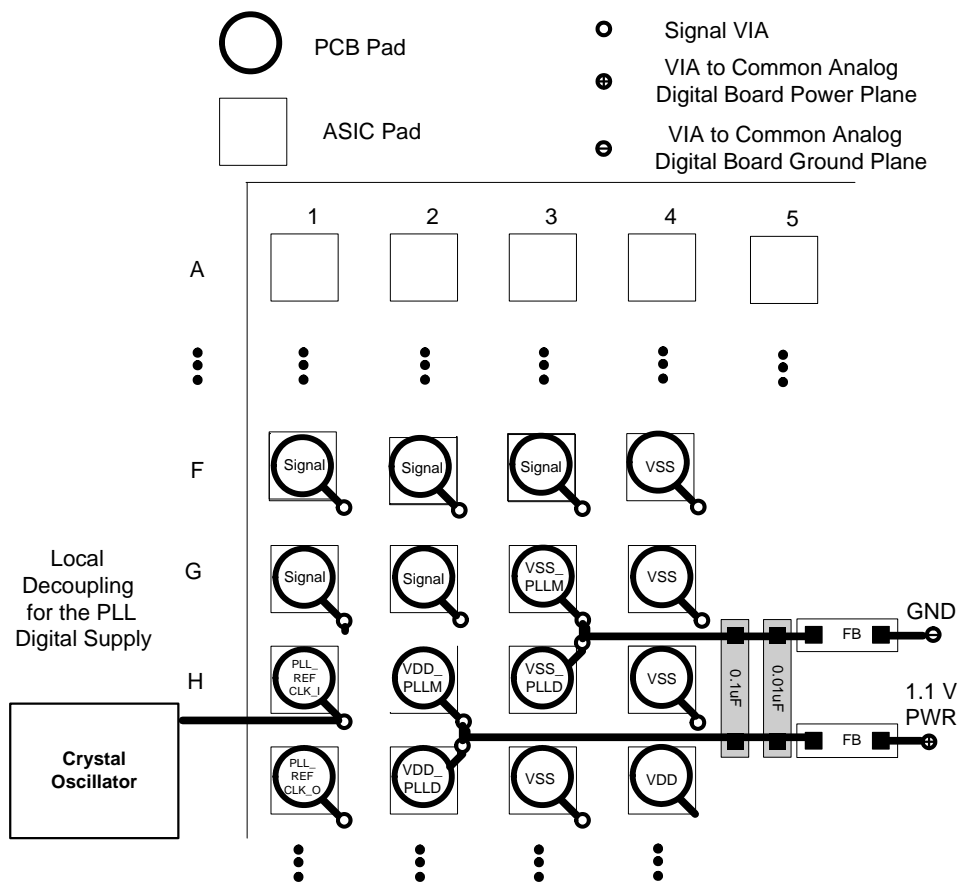 PCB Pad
Signal VIA
VIA to Common Analog
Digital Board Power Plane
ASIC Pad
VIA to Common Analog
Digital Board Ground Plane
1 2 3 4 5
A
F
Signal Signal Signal VSS
Local
Decoupling
for the PLL
Digital Supply
G
Signal Signal VSS_
PLLM
VSS
GND
FB
H
PLL_
REF
CLK_I
VDD_
PLLM
VSS_
PLLD
VSS
0.1uF
0.01uF
1.1 V
PWR
FB
Crystal
Oscillator
PLL_
REF
CLK_O
VDD_
PLLD
VSS
VDD